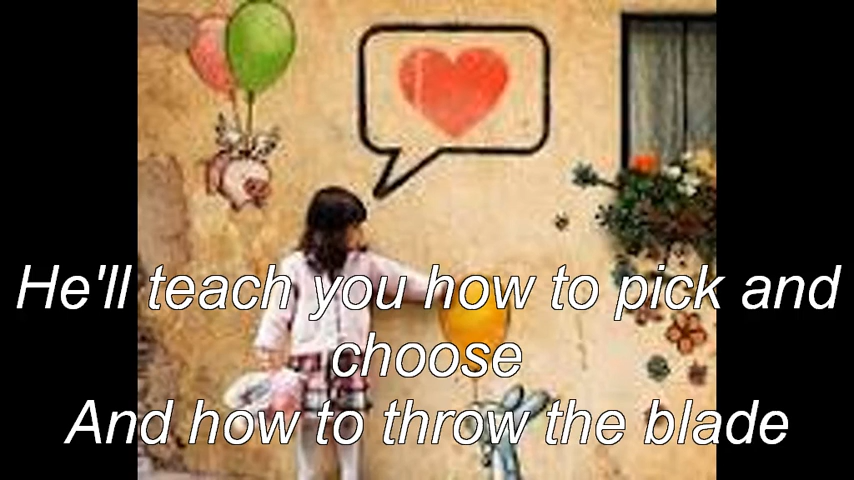 He'll teach you how to pick and
choose
And how to throw the blade